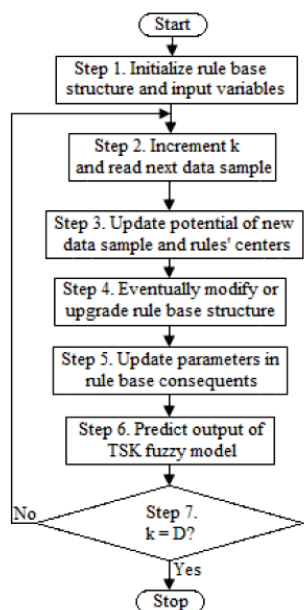 Start
Step 1. Initialize rule base
structure and input variables
Step 2. Increment k
and read next data sample
Step 3. Update potential of new
data sample and rules' centers
Step 4. Eventually modify or
upgrade rule base structure
Step 5. Update parameters in
rule base consequents
Step 6. Predict output of
TSK fuzzy model
No
Step 7.
k = D?
Yes
Stop